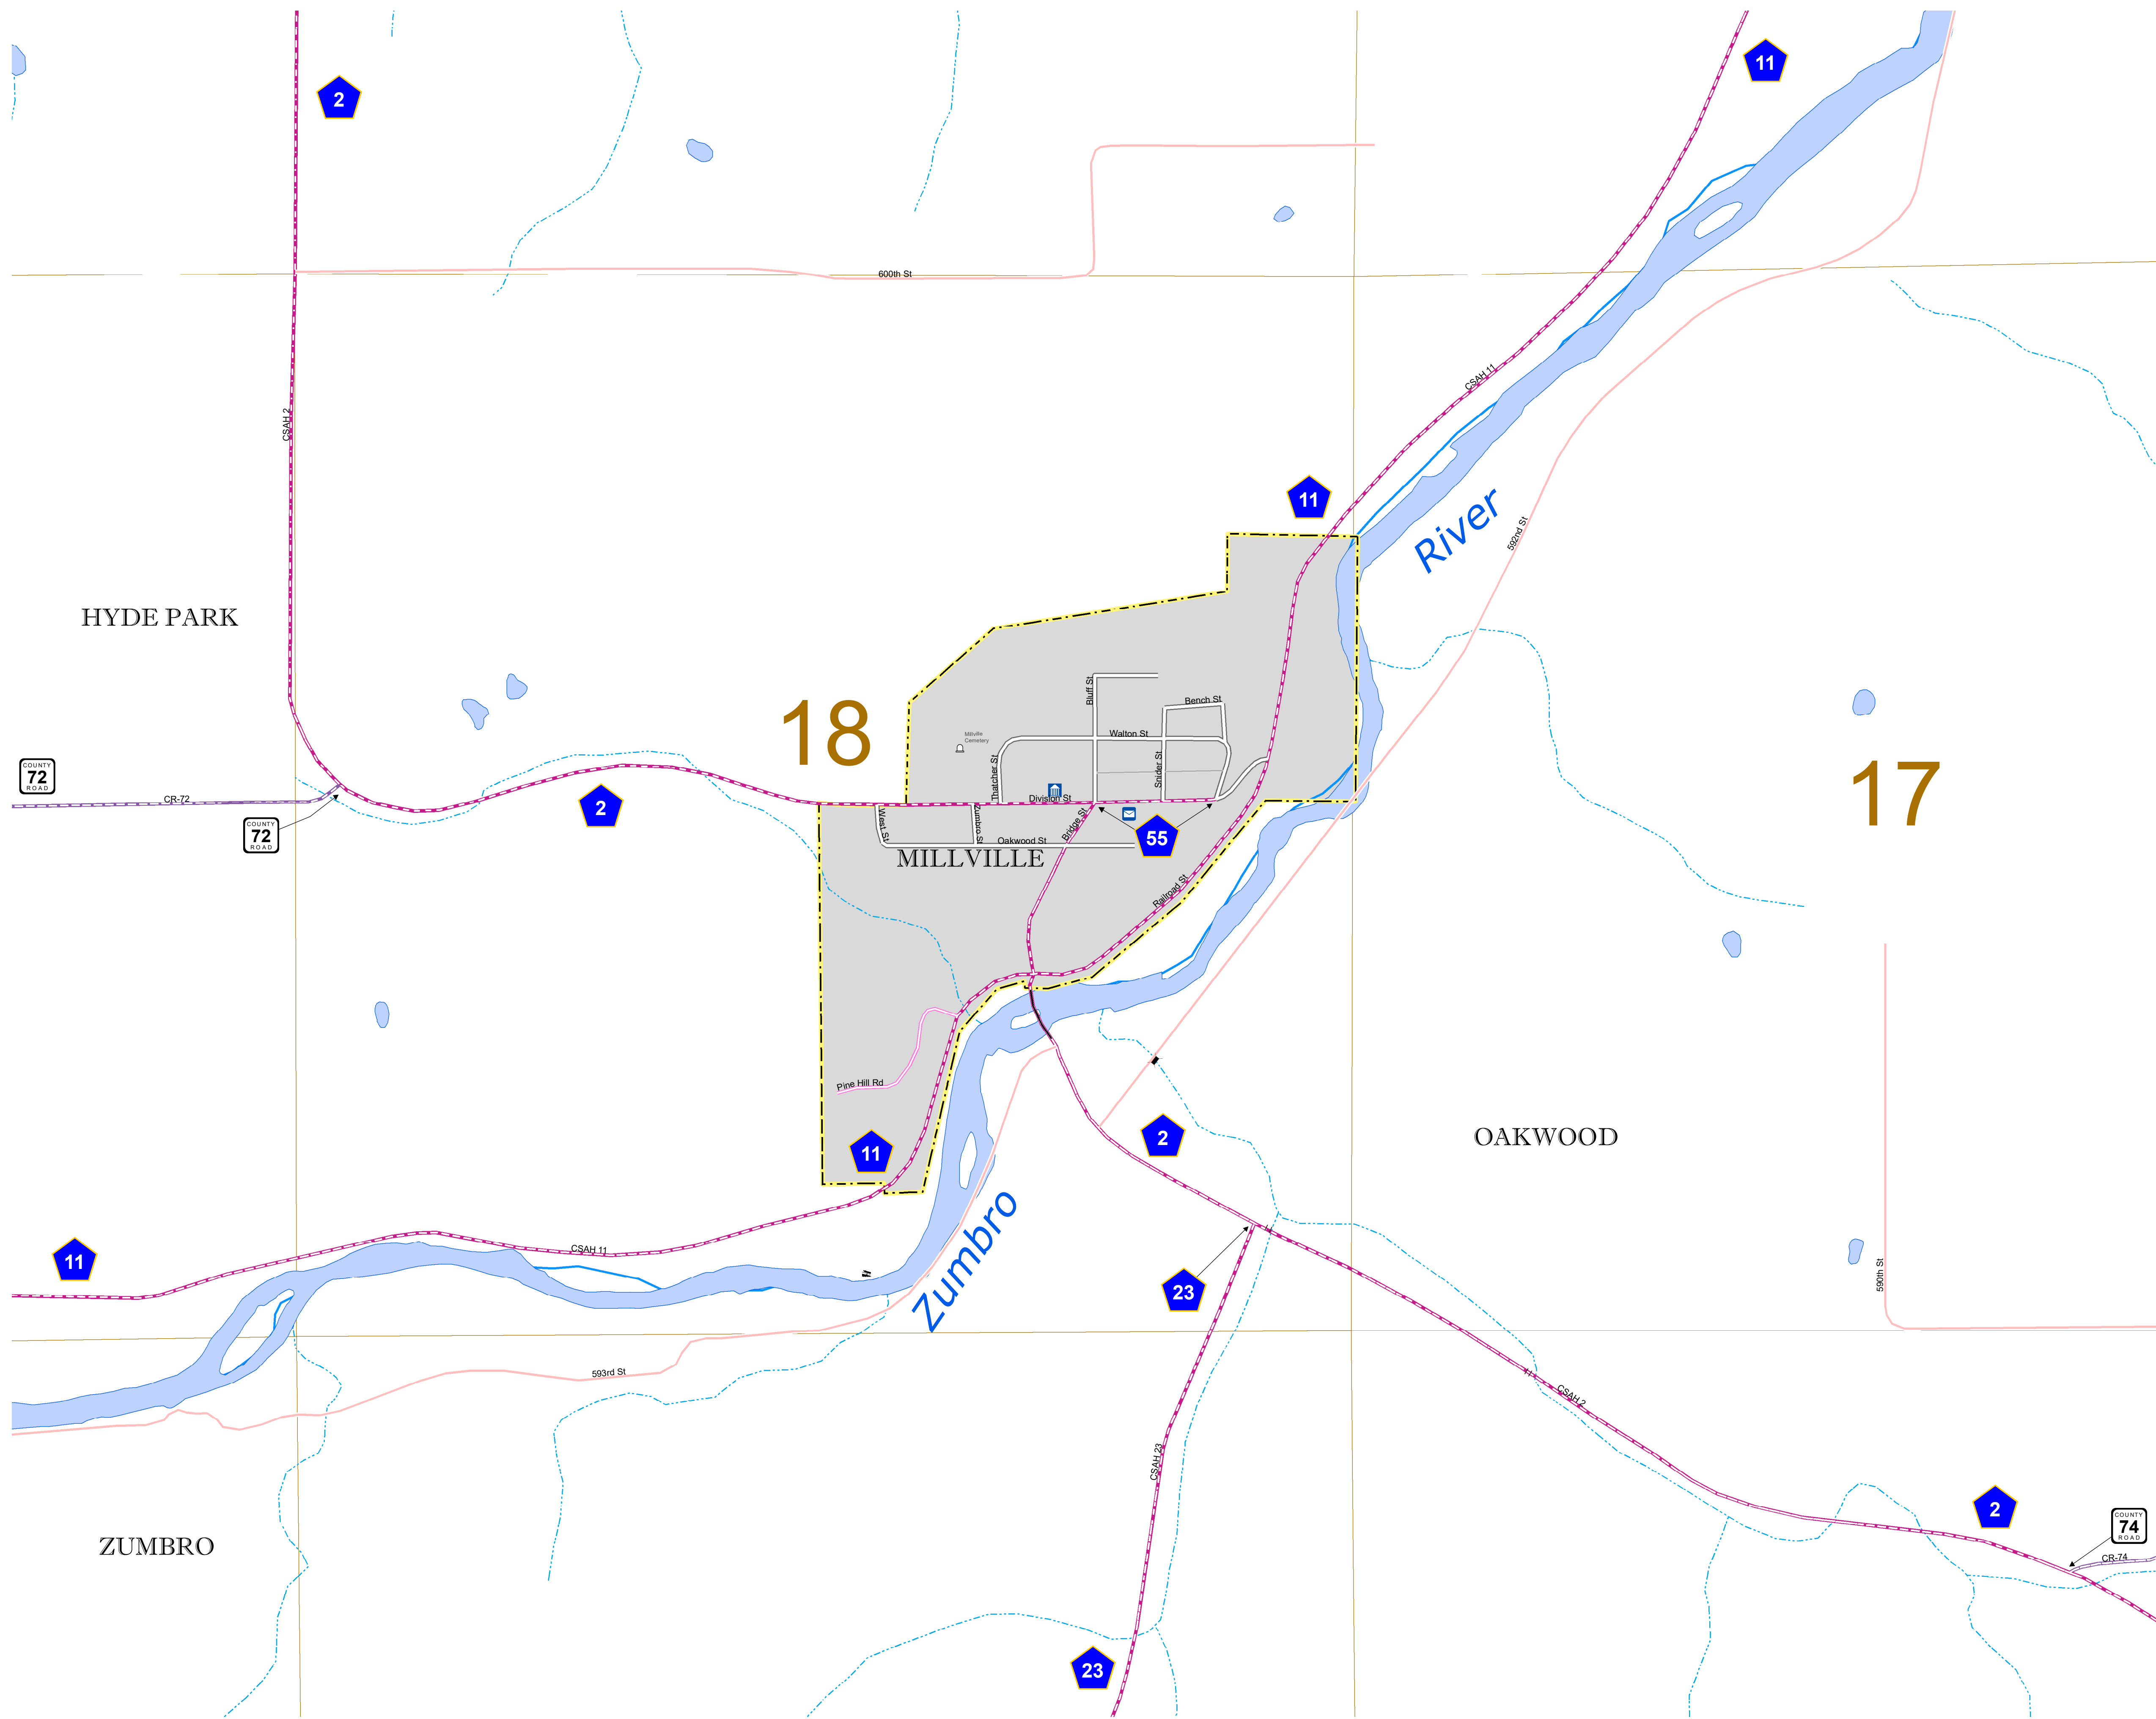 11
2
600th St
CSAH 11
CSAH 2
11
River
592nd St
HYDE PARK
Bluff St
Bench St
18
Millville
Cemetery
Walton St
Thatcher St
Snider St
17
COUNTY
72
ROAD
CR-72
2
Division St
COUNTY
72
ROAD
West St
Zumbro St
Bridge St
55
Oakwood St
MILLVILLE
Railroad St
Pine Hill Rd
11
2
OAKWOOD
Zumbro
11
CSAH 11
23
590th St
593rd St
CSAH 2
CSAH 23
2
COUNTY
74
ROAD
CR-74
ZUMBRO
23